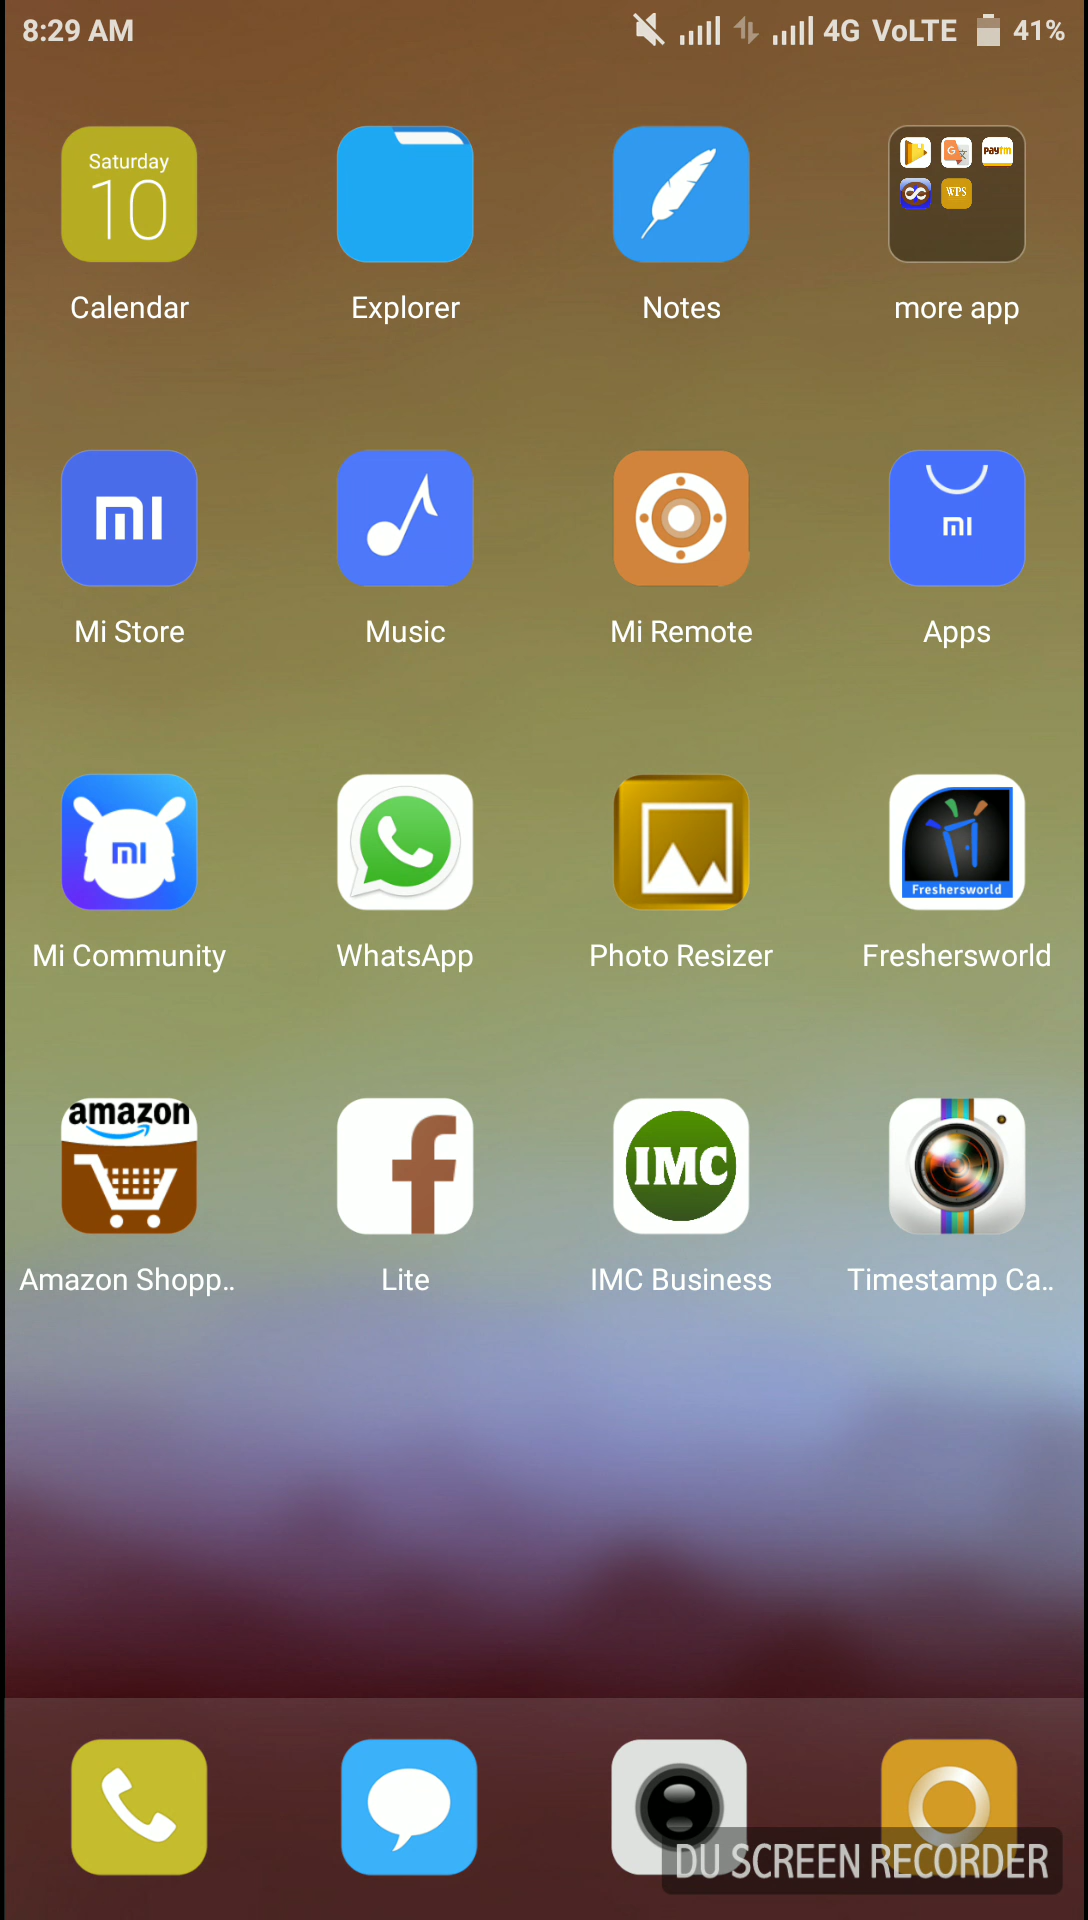 8:29 AM 4G VoLTE 41%
Saturday
10
Paytm
WPS
Calendar Explorer Notes more app
Mi Store Music Mi Remote Apps
Freshersworld
Mi Community WhatsApp Photo Resizer Freshersworld
amazon
IMC
Amazon Shopp.. Lite IMC Business Timestamp Ca..
DU SCREEN RECORDER